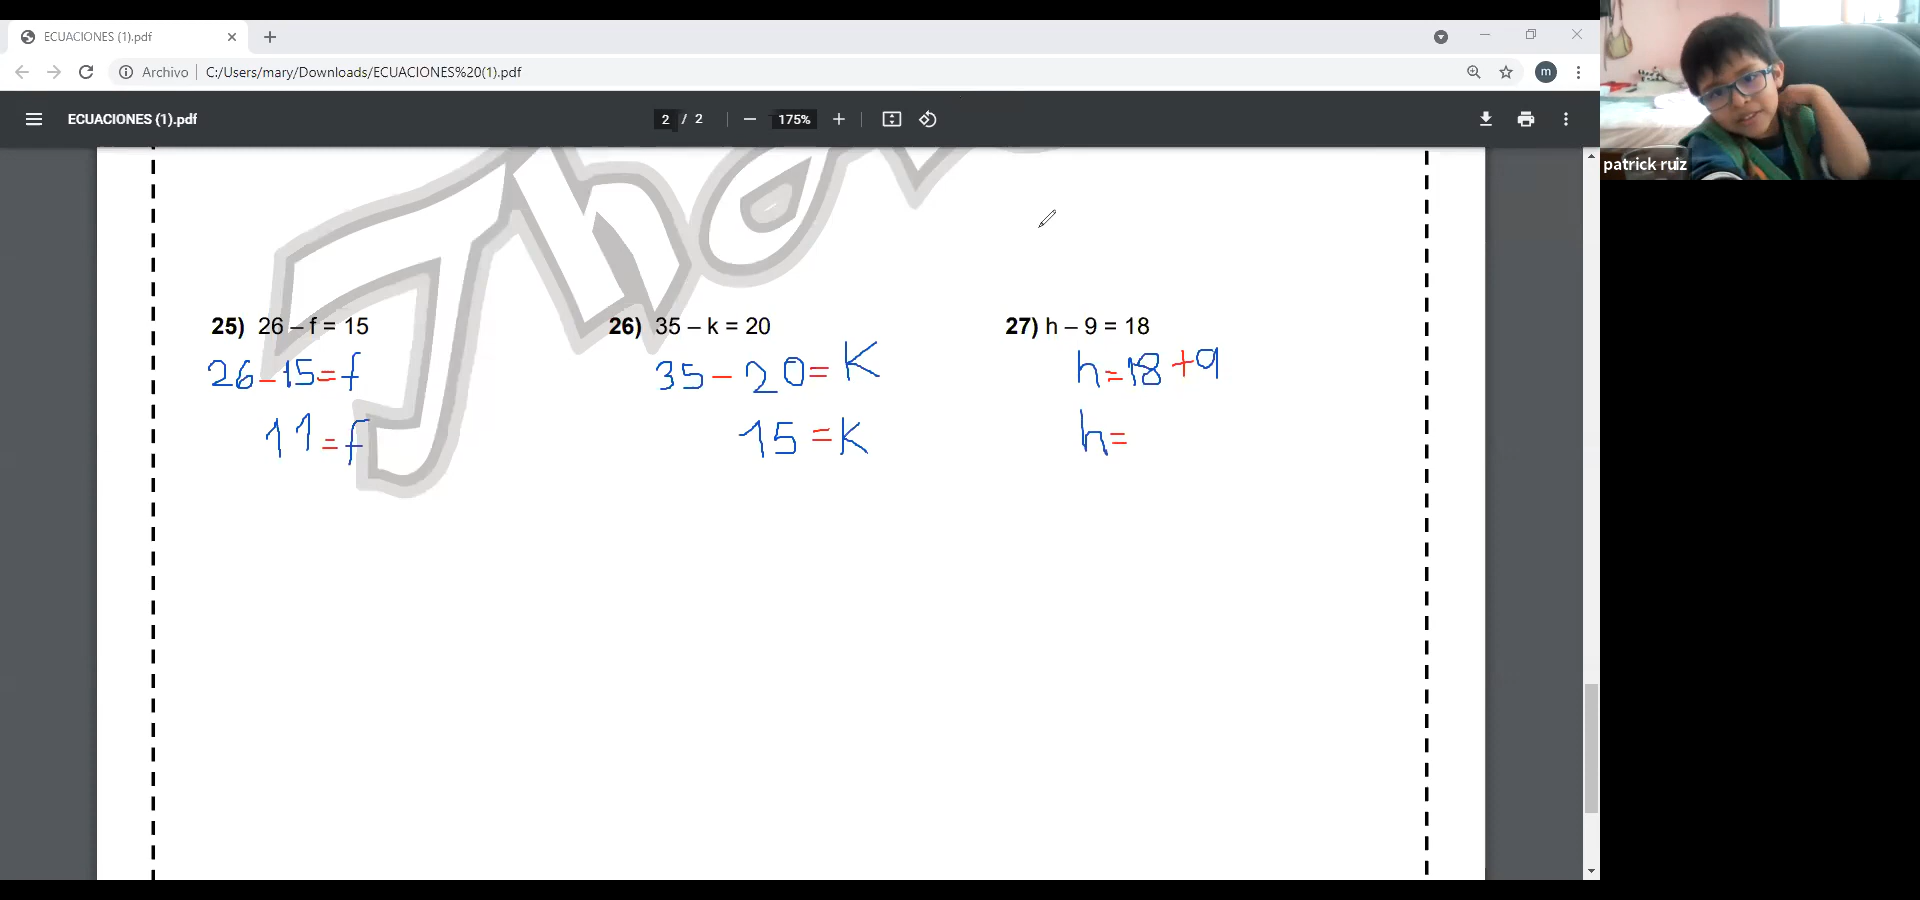 ECUACIONES (1).pdf
Archivo C:/Users/mary/Downloads/ECUACIONES%20(1).pdf m
ECUACIONES (1).pdf 2 / 2 175%
patrick ruiz
25) 26 – f = 15 26) 35 – k = 20 27) h – 9 = 18
26 - 15 = f 35 - 20 = K h = 18 + 9
11 = f 15 = K h =